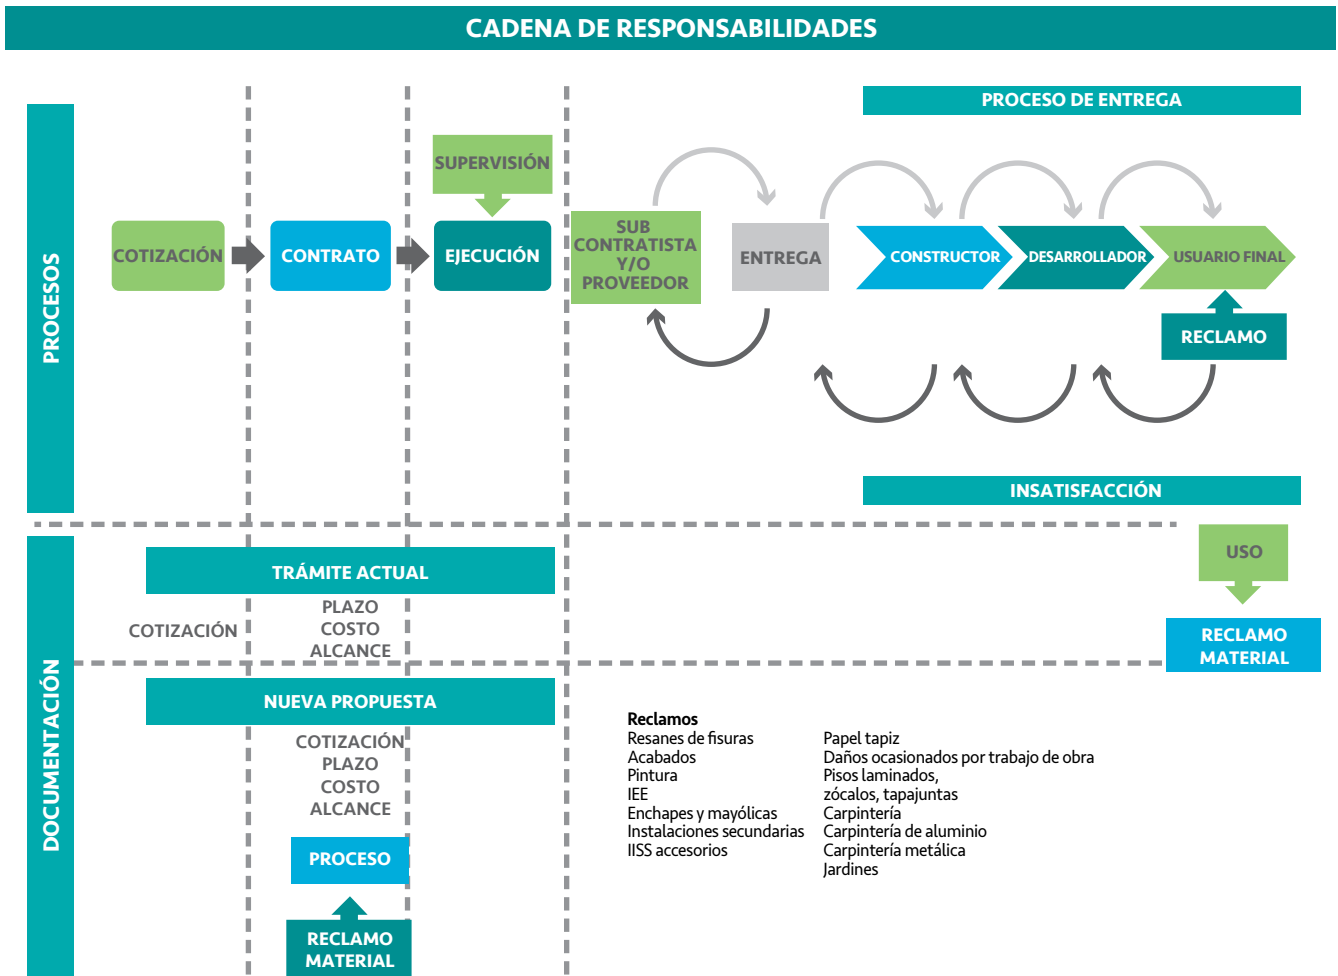 CADENA DE RESPONSABILIDADES
PROCESOS
PROCESO DE ENTREGA
SUPERVISIÓN
COTIZACIÓN
CONTRATO
EJECUCIÓN
SUB
CONTRATISTA
Y/O
PROVEEDOR
ENTREGA
CONSTRUCTOR
DESARROLLADOR
USUARIO FINAL
RECLAMO
INSATISFACCIÓN
DOCUMENTACIÓN
TRÁMITE ACTUAL
COTIZACIÓN
PLAZO
COSTO
ALCANCE
USO
RECLAMO
MATERIAL
NUEVA PROPUESTA
COTIZACIÓN
PLAZO
COSTO
ALCANCE
PROCESO
RECLAMO
MATERIAL
Reclamos
Resanes de fisuras
Acabados
Pintura
IEE
Enchapes y mayólicas
Instalaciones secundarias
IISS accesorios
Papel tapiz
Daños ocasionados por trabajo de obra
Pisos laminados,
zócalos, tapajuntas
Carpintería
Carpintería de aluminio
Carpintería metálica
Jardines